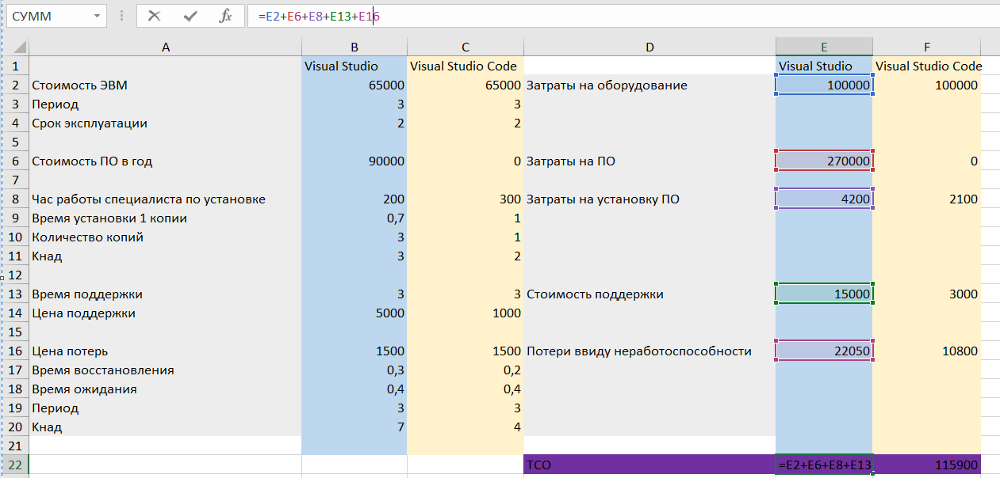 СУММ fx =E2+E6+E8+E13+E16
A B C D E F
1 Visual Studio Visual Studio Code Visual Studio Visual Studio Code
2 Стоимость ЭВМ 65000 65000 Затраты на оборудование 100000 100000
3 Период 3 3
4 Срок эксплуатации 2 2
5
6 Стоимость ПО в год 90000 0 Затраты на ПО 270000 0
7
8 Час работы специалиста по установке 200 300 Затраты на установку ПО 4200 2100
9 Время установки 1 копии 0,7 1
10 Количество копий 3 1
11 Кнад 3 2
12
13 Время поддержки 3 3 Стоимость поддержки 15000 3000
14 Цена поддержки 5000 1000
15
16 Цена потерь 1500 1500 Потери ввиду неработоспособности 22050 10800
17 Время восстановления 0,3 0,2
18 Время ожидания 0,4 0,4
19 Период 3 3
20 Кнад 7 4
21
22 ТСО =E2+E6+E8+E13 115900